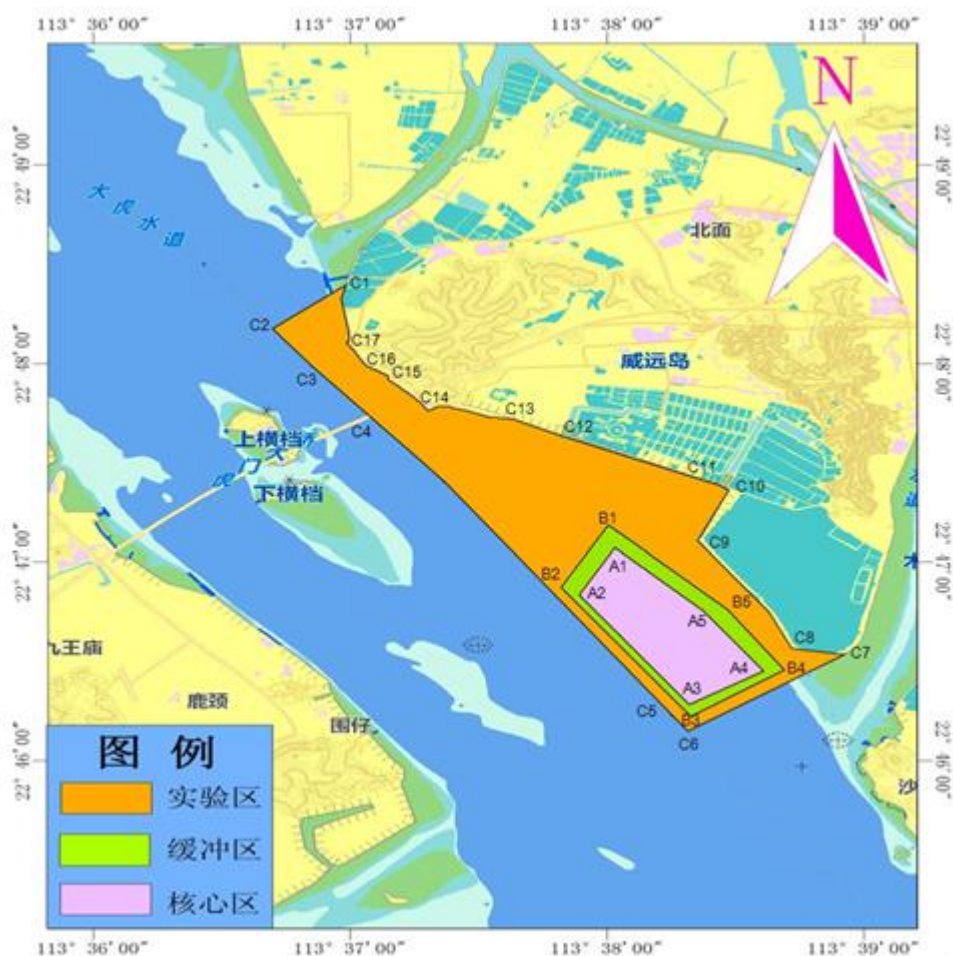 113° 36′ 00″
113° 37′ 00″
113° 38′ 00″
113° 39′ 00″
N
22° 49′ 00″
22° 49′ 00″
大虎水道
北面
C1
C2
C17
22° 48′ 00″
22° 48′ 00″
C16
威远岛
C3
C15
C14
C13
C4
C12
上横档
虎门大
C11
下横档
C10
水道
B1
C9
22° 47′ 00″
22° 47′ 00″
木
A1
B2
A2
B5
A5
九王庙
C8
C7
A4
B4
鹿颈
A3
C5
围仔
B3
C6
22° 46′ 00″
22° 46′ 00″
沙
图 例
实验区
缓冲区
核心区
113° 36′ 00″
113° 37′ 00″
113° 38′ 00″
113° 39′ 00″